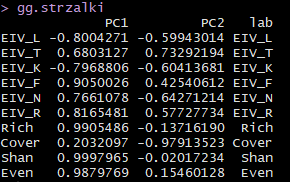 > gg.strzalki
PC1 PC2 lab
EIV_L -0.8004271 -0.59943014 EIV_L
EIV_T 0.6803127 0.73292194 EIV_T
EIV_K -0.7968806 -0.60413681 EIV_K
EIV_F 0.9050026 0.42540612 EIV_F
EIV_N 0.7661078 -0.64271214 EIV_N
EIV_R 0.8165481 0.57727734 EIV_R
Rich 0.9905486 -0.13716190 Rich
Cover 0.2032097 -0.97913523 Cover
Shan 0.9997965 -0.02017234 Shan
Even 0.9879769 0.15460128 Even